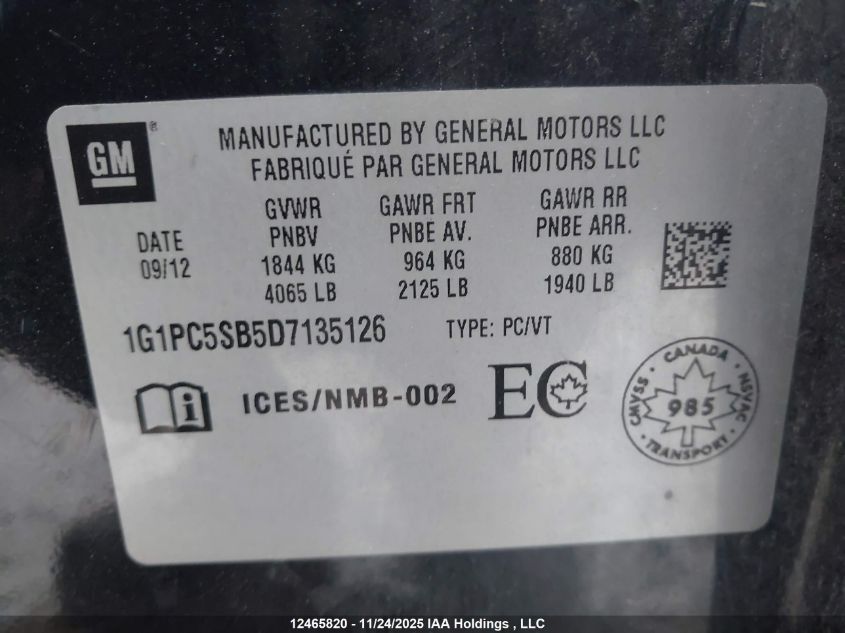 GM ®
MANUFACTURED BY GENERAL MOTORS LLC
FABRIQUÉ PAR GENERAL MOTORS LLC
GVWR GAWR FRT GAWR RR
DATE PNBV PNBE AV. PNBE ARR.
09/12 1844 KG 964 KG 880 KG
4065 LB 2125 LB 1940 LB
1G1PC5SB5D7135126 TYPE: PC/VT
i ICES/NMB-002 EC
CANADA
CMVSS 985 NSVAC
TRANSPORT
12465820 - 11/24/2025 IAA Holdings , LLC